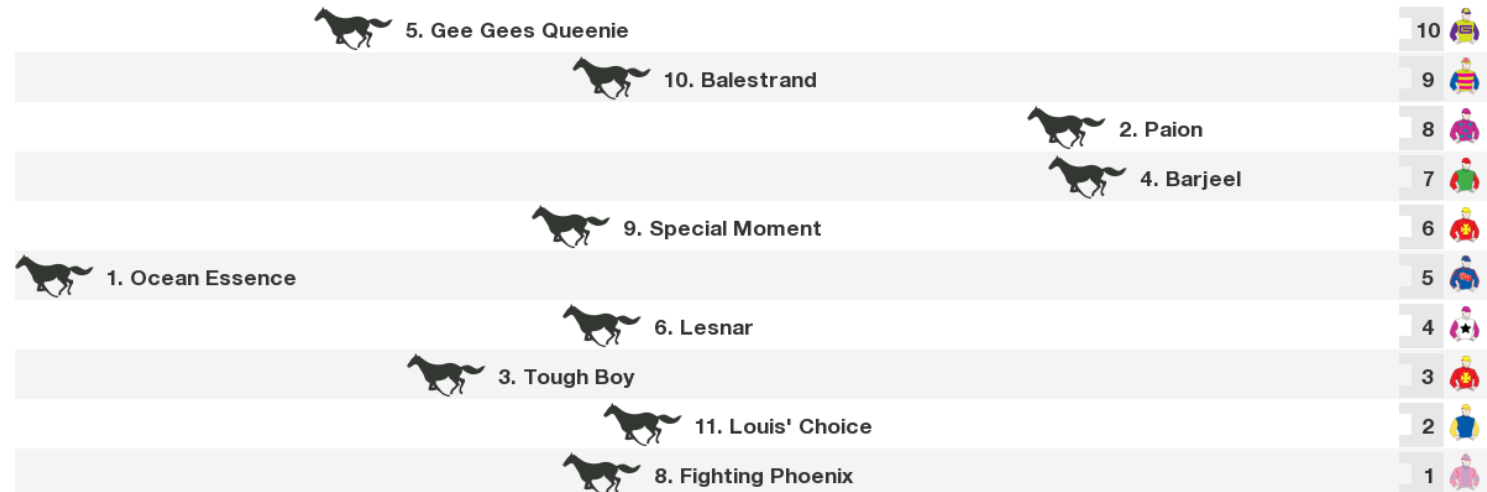 5. Gee Gees Queenie 10
10. Balestrand 9
2. Paion 8
4. Barjeel 7
9. Special Moment 6
1. Ocean Essence 5
6. Lesnar 4
3. Tough Boy 3
11. Louis' Choice 2
8. Fighting Phoenix 1